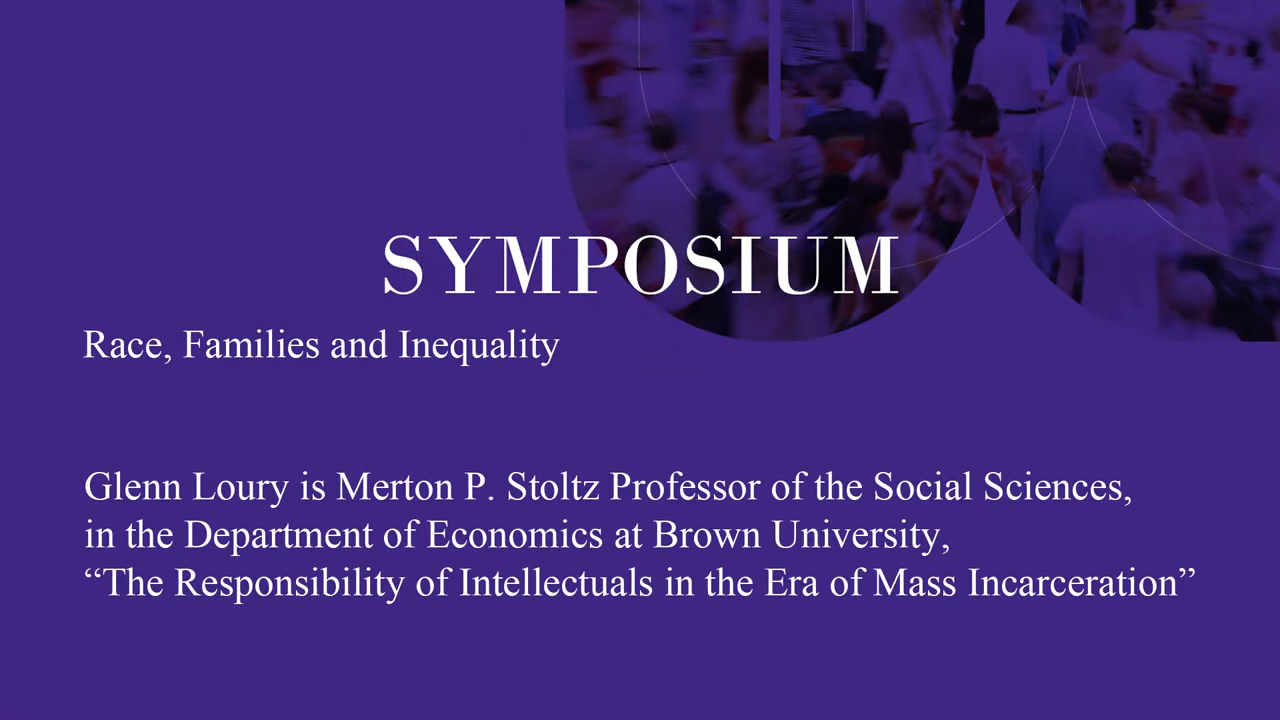 SYMPOSIUM
Race, Families and Inequality
Glenn Loury is Merton P. Stoltz Professor of the Social Sciences,
in the Department of Economics at Brown University,
“The Responsibility of Intellectuals in the Era of Mass Incarceration”